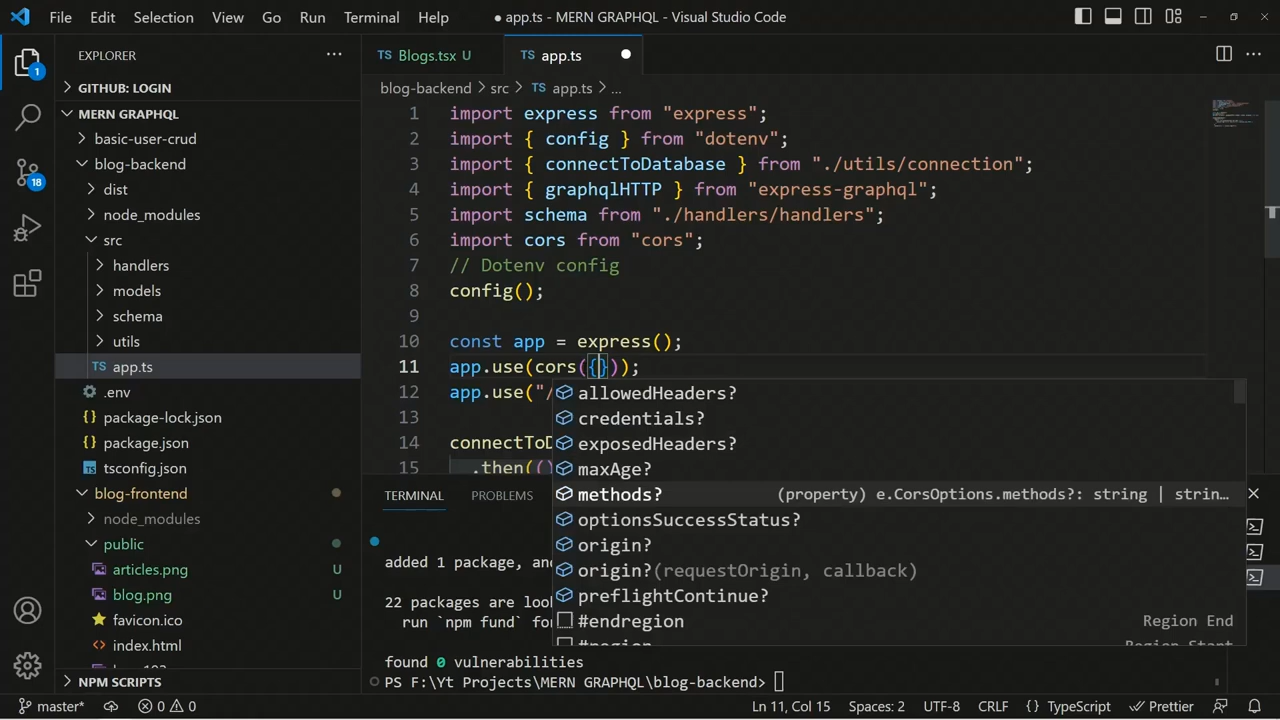 File Edit Selection View Go Run Terminal Help ● app.ts - MERN GRAPHQL - Visual Studio Code
EXPLORER ...
TS Blogs.tsx U TS app.ts ●
1
18
GITHUB: LOGIN
MERN GRAPHQL
basic-user-crud
blog-backend
dist
node_modules
src
handlers
models
schema
utils
TS app.ts
.env
{} package-lock.json
{} package.json
tsconfig.json
blog-frontend
node_modules
public
articles.png U
blog.png U
favicon.ico
index.html
NPM SCRIPTS
blog-backend > src > TS app.ts > ...
1 import express from "express";
2 import { config } from "dotenv";
3 import { connectToDatabase } from "./utils/connection";
4 import { graphqlHTTP } from "express-graphql";
5 import schema from "./handlers/handlers";
6 import cors from "cors";
7 // Dotenv config
8 config();
9
10 const app = express();
11 app.use(cors({}));
12 app.use("/
13
14 connectToD
15 .then(()
allowedHeaders?
credentials?
exposedHeaders?
maxAge?
methods? (property) e.CorsOptions.methods?: string | strin…
optionsSuccessStatus?
origin?
origin?(requestOrigin, callback)
preflightContinue?
#endregion Region End
#region Region Start
TERMINAL PROBLEMS
added 1 package, an
22 packages are loo
run `npm fund` fo
found 0 vulnerabilities
PS F:\Yt Projects\MERN GRAPHQL\blog-backend>
master* 0 0 Ln 11, Col 15 Spaces: 2 UTF-8 CRLF {} TypeScript Prettier